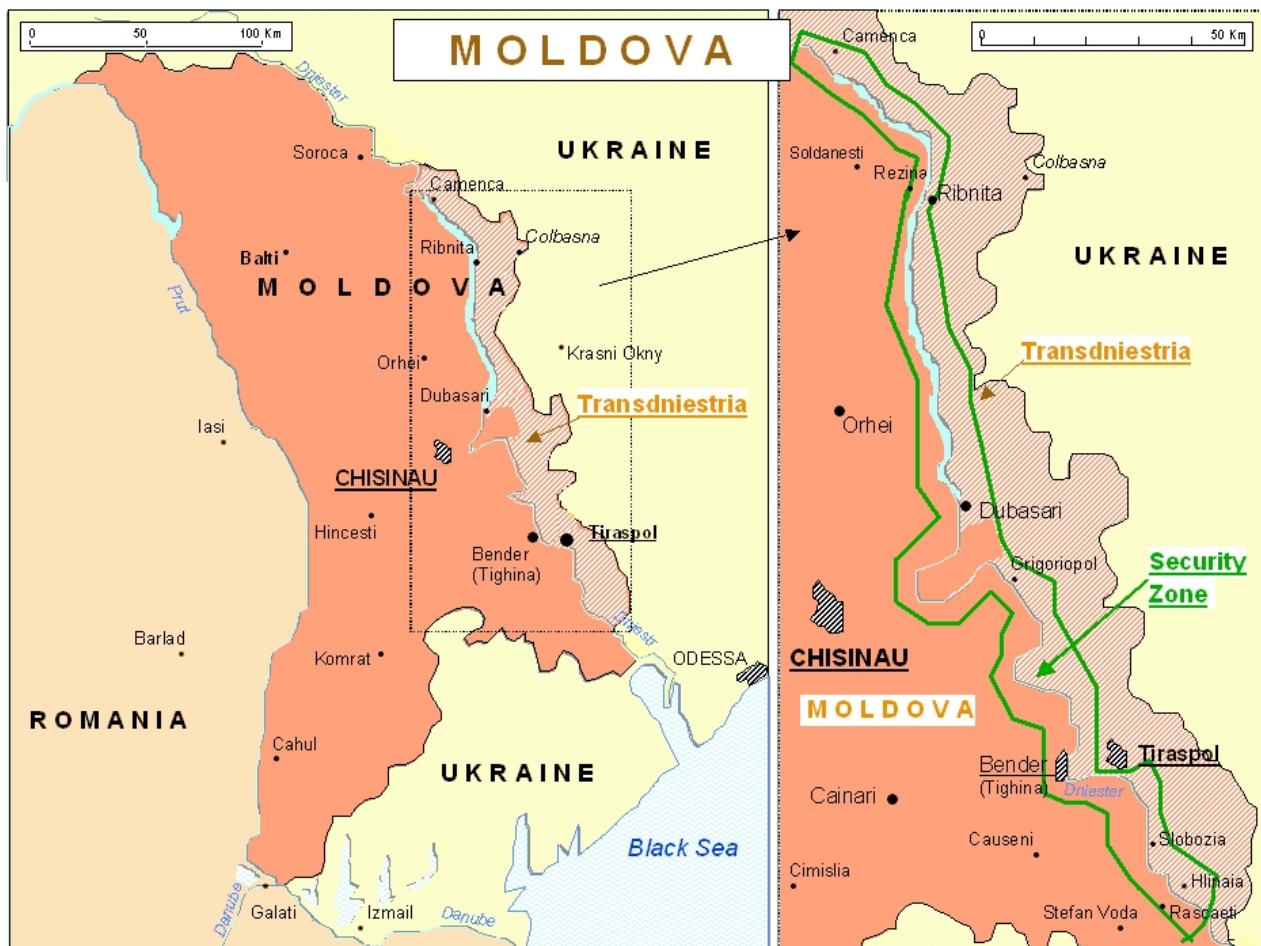 0 50 100 Km
MOLDOVA
0 50 Km
Dniester
UKRAINE
Soroca
Camenca
Ribnita
Colbasna
Balti
MOLDOVA
Prut
Krasni Okny
Orhei
Dubasari
Transdniestria
Iasi
CHISINAU
Hincesti
Bender
(Tighina)
Tiraspol
Dniestr
Barlad
Komrat
ODESSA
ROMANIA
Cahul
UKRAINE
Black Sea
Danube
Galati
Izmail
Danube
Camenca
Soldanesti
Rezina
Ribnita
Colbasna
UKRAINE
Transdniestria
Orhei
Dubasari
Grigoriopol
Security
Zone
CHISINAU
MOLDOVA
Bender
(Tighina)
Tiraspol
Dniester
Cainari
Causeni
Slobozia
Cimislia
Hlinaia
Stefan Voda
Rascaeti